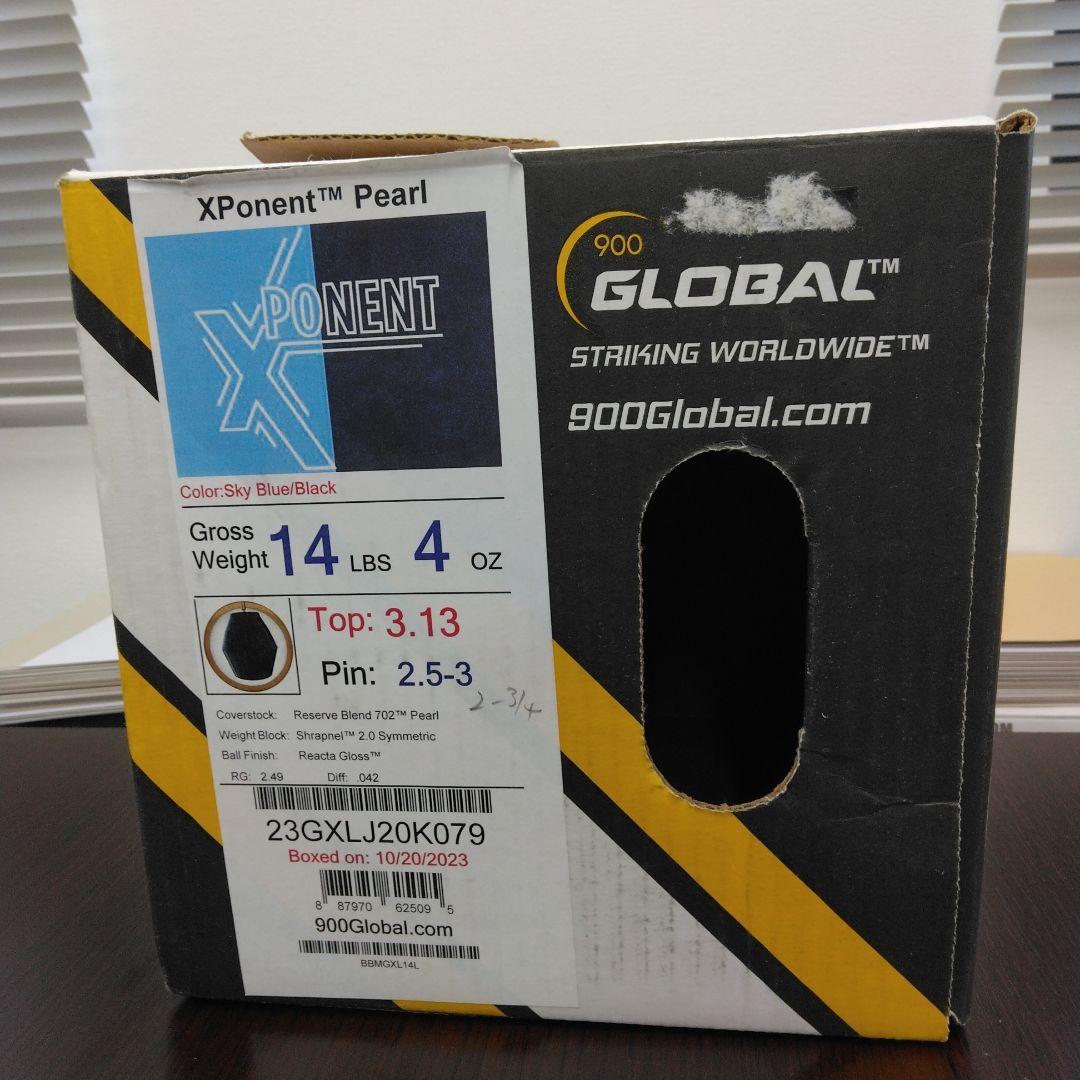 XPonent™ Pearl
XPONENT
Color:Sky Blue/Black
Gross Weight 14 LBS 4 OZ
Top: 3.13
Pin: 2.5-3
2-3/4
Coverstock: Reserve Blend 702™ Pearl
Weight Block: Shrapnel™ 2.0 Symmetric
Ball Finish: Reacta Gloss™
RG: 2.49 Diff: .042
23GXLJ20K079
Boxed on: 10/20/2023
8 87970 62509 5
900Global.com
BBMGXL14L
900
GLOBAL™
STRIKING WORLDWIDE™
900Global.com